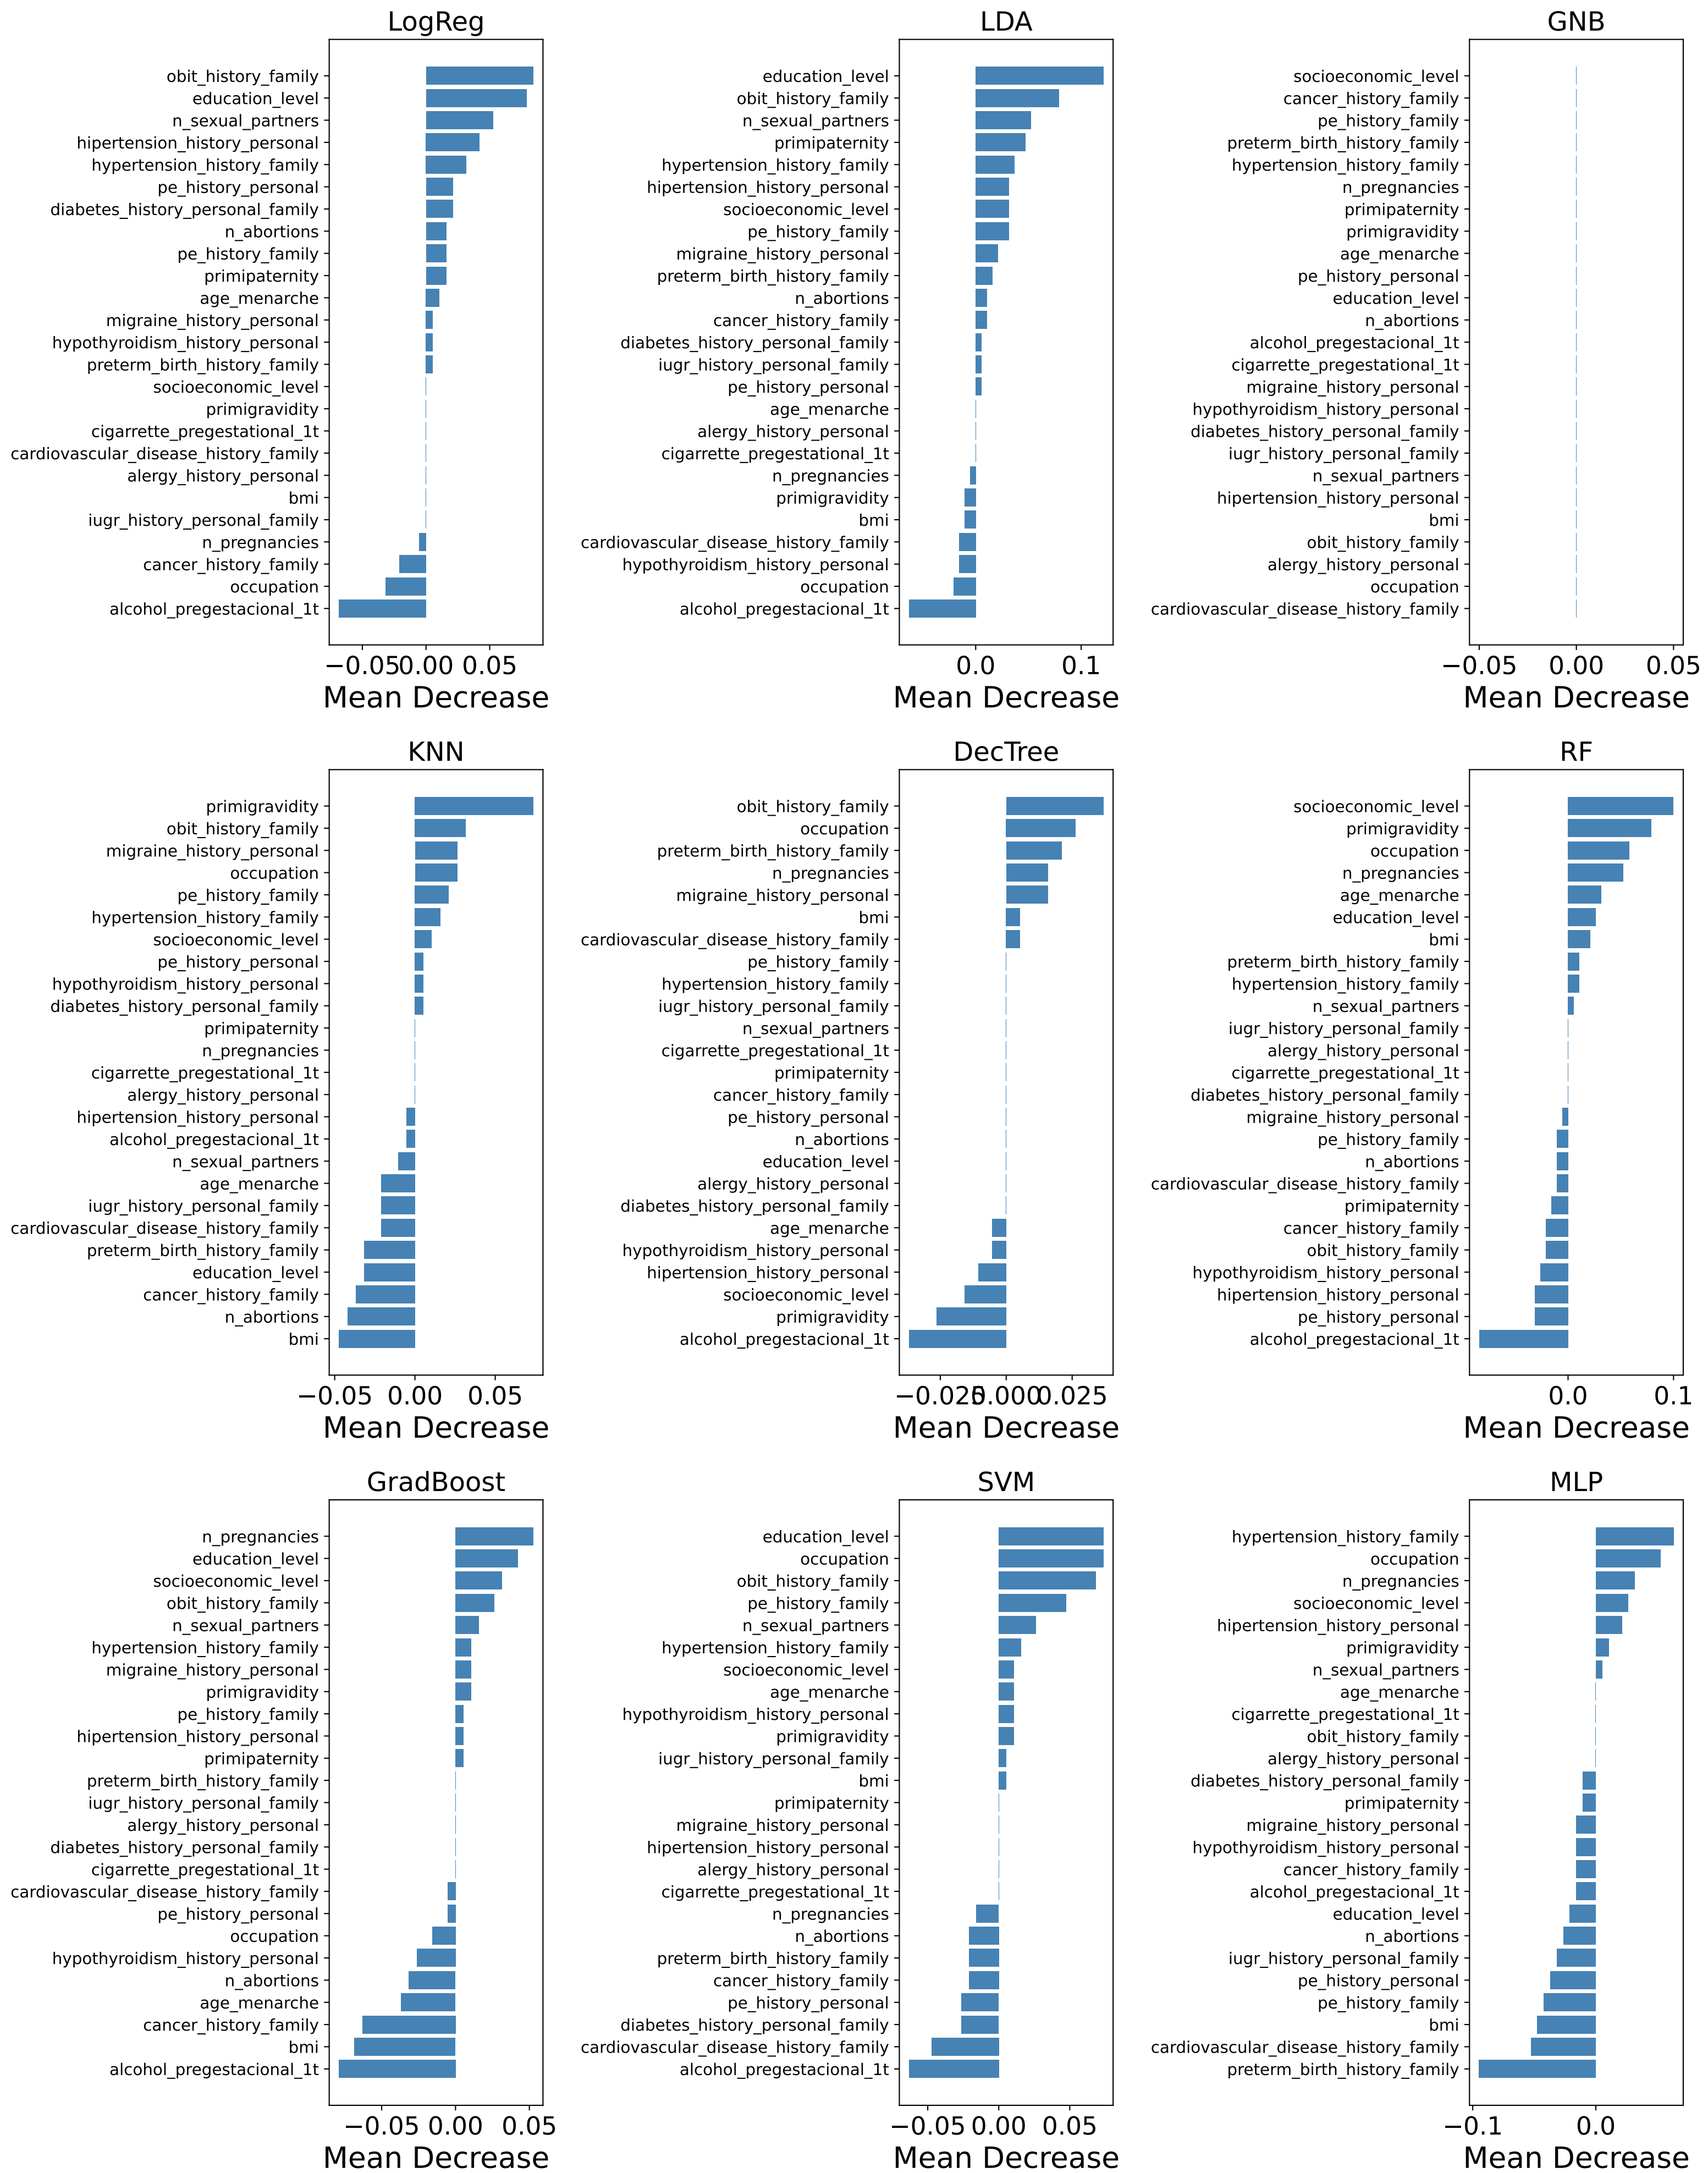 LogReg
obit_history_family
education_level
n_sexual_partners
hipertension_history_personal
hypertension_history_family
pe_history_personal
diabetes_history_personal_family
n_abortions
pe_history_family
primipaternity
age_menarche
migraine_history_personal
hypothyroidism_history_personal
preterm_birth_history_family
socioeconomic_level
primigravidity
cigarrette_pregestational_1t
cardiovascular_disease_history_family
alergy_history_personal
bmi
iugr_history_personal_family
n_pregnancies
cancer_history_family
occupation
alcohol_pregestacional_1t
−0.05 0.00 0.05
Mean Decrease
LDA
education_level
obit_history_family
n_sexual_partners
primipaternity
hypertension_history_family
hipertension_history_personal
socioeconomic_level
pe_history_family
migraine_history_personal
preterm_birth_history_family
n_abortions
cancer_history_family
diabetes_history_personal_family
iugr_history_personal_family
pe_history_personal
age_menarche
alergy_history_personal
cigarrette_pregestational_1t
n_pregnancies
primigravidity
bmi
cardiovascular_disease_history_family
hypothyroidism_history_personal
occupation
alcohol_pregestacional_1t
0.0 0.1
Mean Decrease
GNB
socioeconomic_level
cancer_history_family
pe_history_family
preterm_birth_history_family
hypertension_history_family
n_pregnancies
primipaternity
primigravidity
age_menarche
pe_history_personal
education_level
n_abortions
alcohol_pregestacional_1t
cigarrette_pregestational_1t
migraine_history_personal
hypothyroidism_history_personal
diabetes_history_personal_family
iugr_history_personal_family
n_sexual_partners
hipertension_history_personal
bmi
obit_history_family
alergy_history_personal
occupation
cardiovascular_disease_history_family
−0.05 0.00 0.05
Mean Decrease
KNN
primigravidity
obit_history_family
migraine_history_personal
occupation
pe_history_family
hypertension_history_family
socioeconomic_level
pe_history_personal
hypothyroidism_history_personal
diabetes_history_personal_family
primipaternity
n_pregnancies
cigarrette_pregestational_1t
alergy_history_personal
hipertension_history_personal
alcohol_pregestacional_1t
n_sexual_partners
age_menarche
iugr_history_personal_family
cardiovascular_disease_history_family
preterm_birth_history_family
education_level
cancer_history_family
n_abortions
bmi
−0.05 0.00 0.05
Mean Decrease
DecTree
obit_history_family
occupation
preterm_birth_history_family
n_pregnancies
migraine_history_personal
bmi
cardiovascular_disease_history_family
pe_history_family
hypertension_history_family
iugr_history_personal_family
n_sexual_partners
cigarrette_pregestational_1t
primipaternity
cancer_history_family
pe_history_personal
n_abortions
education_level
alergy_history_personal
diabetes_history_personal_family
age_menarche
hypothyroidism_history_personal
hipertension_history_personal
socioeconomic_level
primigravidity
alcohol_pregestacional_1t
−0.025 0.000 0.025
Mean Decrease
RF
socioeconomic_level
primigravidity
occupation
n_pregnancies
age_menarche
education_level
bmi
preterm_birth_history_family
hypertension_history_family
n_sexual_partners
iugr_history_personal_family
alergy_history_personal
cigarrette_pregestational_1t
diabetes_history_personal_family
migraine_history_personal
pe_history_family
n_abortions
cardiovascular_disease_history_family
primipaternity
cancer_history_family
obit_history_family
hypothyroidism_history_personal
hipertension_history_personal
pe_history_personal
alcohol_pregestacional_1t
0.0 0.1
Mean Decrease
GradBoost
n_pregnancies
education_level
socioeconomic_level
obit_history_family
n_sexual_partners
hypertension_history_family
migraine_history_personal
primigravidity
pe_history_family
hipertension_history_personal
primipaternity
preterm_birth_history_family
iugr_history_personal_family
alergy_history_personal
diabetes_history_personal_family
cigarrette_pregestational_1t
cardiovascular_disease_history_family
pe_history_personal
occupation
hypothyroidism_history_personal
n_abortions
age_menarche
cancer_history_family
bmi
alcohol_pregestacional_1t
−0.05 0.00 0.05
Mean Decrease
SVM
education_level
occupation
obit_history_family
pe_history_family
n_sexual_partners
hypertension_history_family
socioeconomic_level
age_menarche
hypothyroidism_history_personal
primigravidity
iugr_history_personal_family
bmi
primipaternity
migraine_history_personal
hipertension_history_personal
alergy_history_personal
cigarrette_pregestational_1t
n_pregnancies
n_abortions
preterm_birth_history_family
cancer_history_family
pe_history_personal
diabetes_history_personal_family
cardiovascular_disease_history_family
alcohol_pregestacional_1t
−0.05 0.00 0.05
Mean Decrease
MLP
hypertension_history_family
occupation
n_pregnancies
socioeconomic_level
hipertension_history_personal
primigravidity
n_sexual_partners
age_menarche
cigarrette_pregestational_1t
obit_history_family
alergy_history_personal
diabetes_history_personal_family
primipaternity
migraine_history_personal
hypothyroidism_history_personal
cancer_history_family
alcohol_pregestacional_1t
education_level
n_abortions
iugr_history_personal_family
pe_history_personal
pe_history_family
bmi
cardiovascular_disease_history_family
preterm_birth_history_family
−0.1 0.0
Mean Decrease